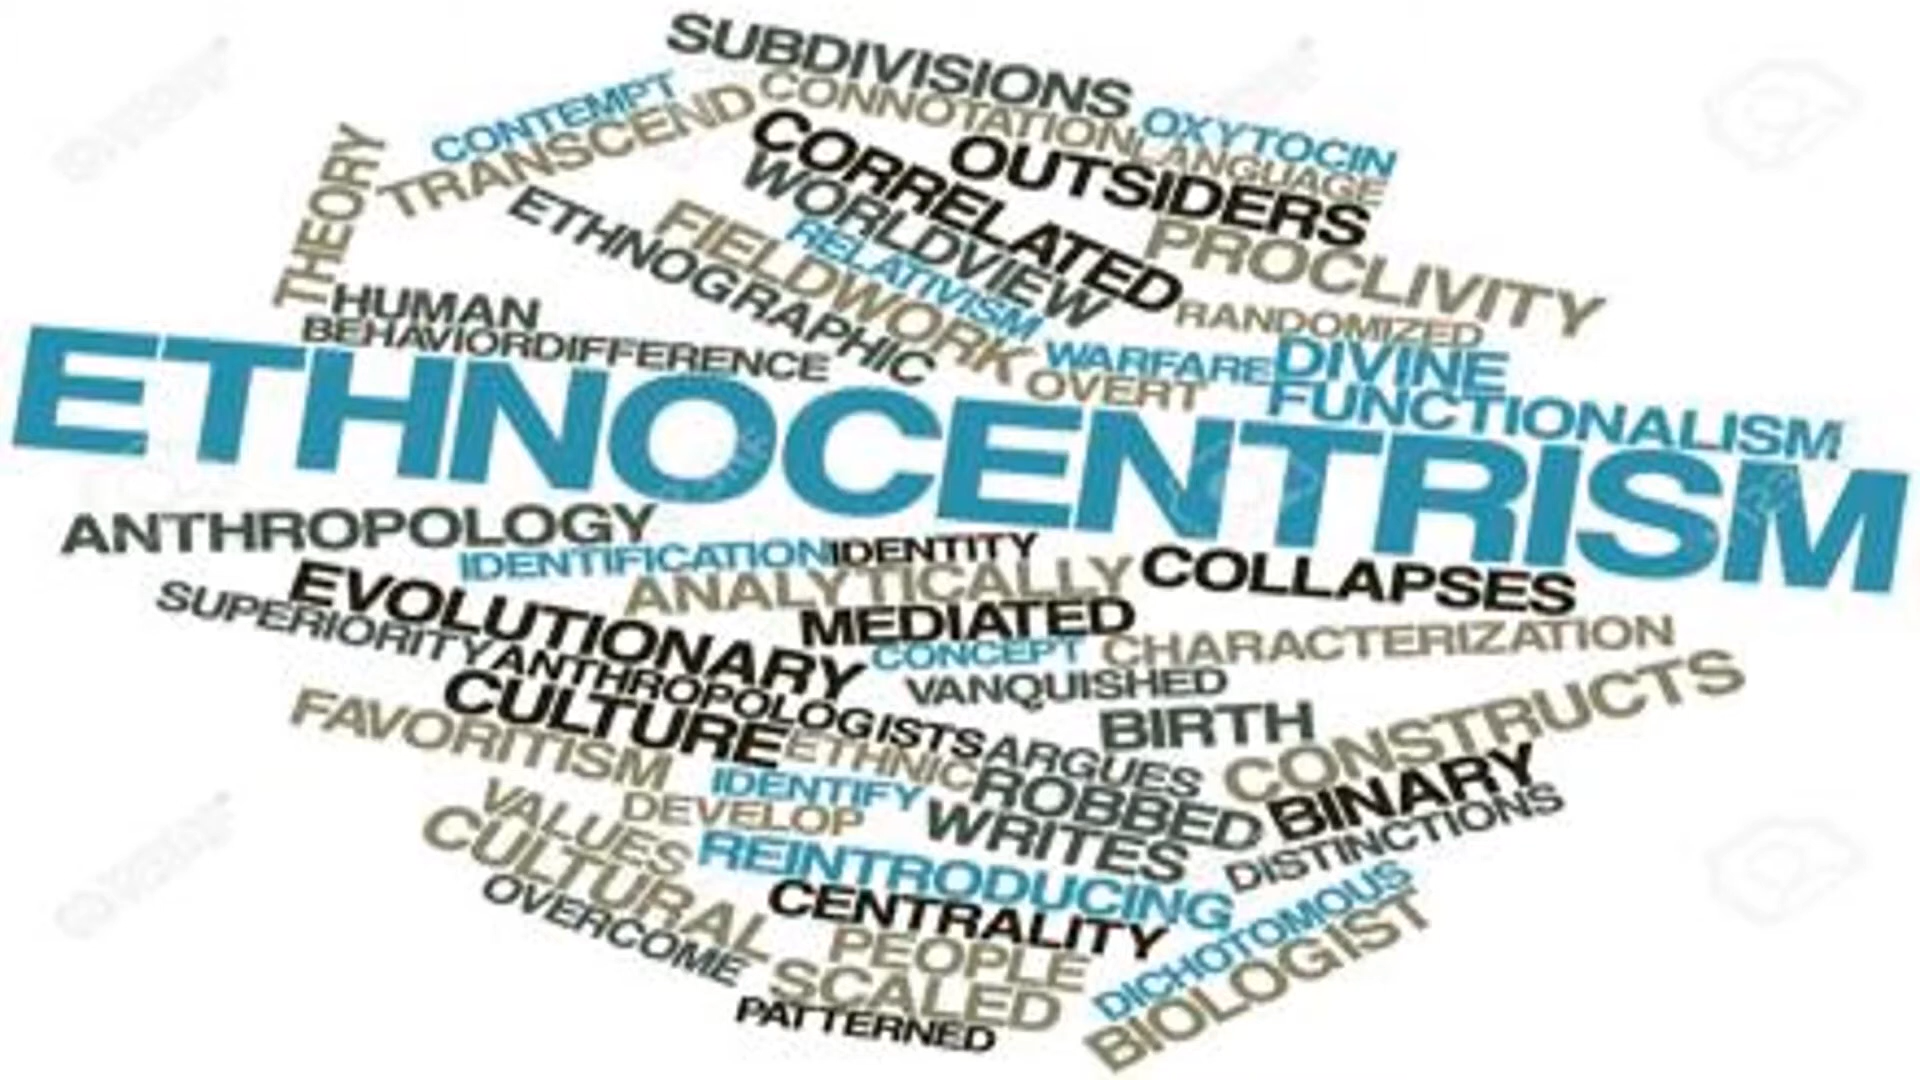 SUBDIVISIONS
CONTEMPT
CONNOTATION
OXYTOCIN
TRANSCEND
LANGUAGE
THEORY
CORRELATED
OUTSIDERS
WORLDVIEW
ETHNOGRAPHIC
FIELDWORK
RELATIVISM
PROCLIVITY
HUMAN
RANDOMIZED
BEHAVIOR
DIFFERENCE
WARFARE
DIVINE
OVERT
FUNCTIONALISM
ETHNOCENTRISM
ANTHROPOLOGY
IDENTIFICATION
IDENTITY
COLLAPSES
EVOLUTIONARY
ANALYTICALLY
SUPERIORITY
MEDIATED
CONCEPT
CHARACTERIZATION
ANTHROPOLOGISTS
VANQUISHED
CULTURE
FAVORITISM
BIRTH
CONSTRUCTS
ETHNIC
ARGUES
IDENTIFY
ROBBED
BINARY
VALUES
DEVELOP
WRITES
DISTINCTIONS
CULTURAL
REINTRODUCING
OVERCOME
CENTRALITY
DICHOTOMOUS
PEOPLE
BIOLOGIST
SCALED
PATTERNED